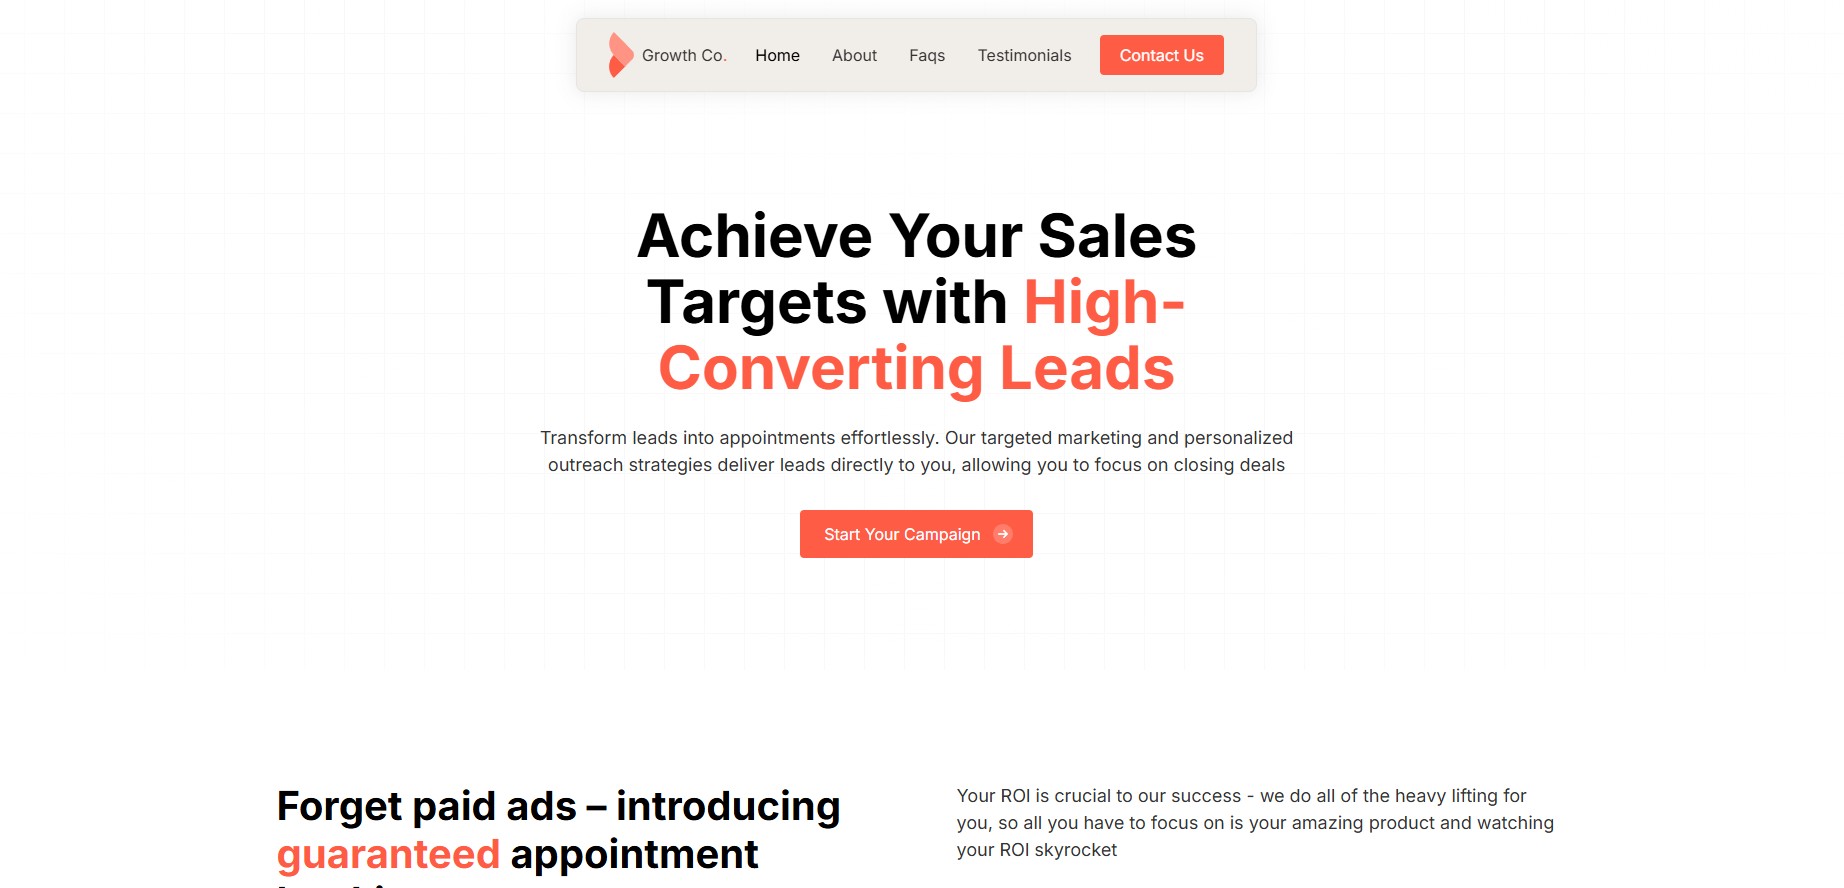 Growth Co. Home About Faqs Testimonials Contact Us
Achieve Your Sales
Targets with High-
Converting Leads
Transform leads into appointments effortlessly. Our targeted marketing and personalized
outreach strategies deliver leads directly to you, allowing you to focus on closing deals
Start Your Campaign
Forget paid ads – introducing
guaranteed appointment
Your ROI is crucial to our success - we do all of the heavy lifting for
you, so all you have to focus on is your amazing product and watching
your ROI skyrocket